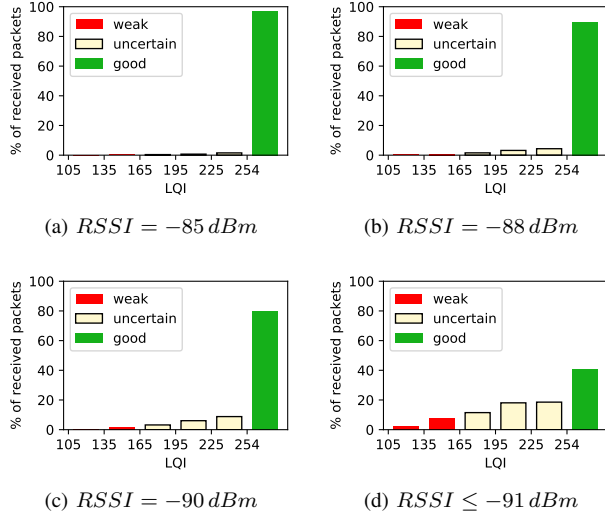 % of received packets
100
80
60
40
20
0
weak
uncertain
good
105 135 165 195 225 254
LQI
(a) RSSI = −85 dBm
% of received packets
100
80
60
40
20
0
weak
uncertain
good
105 135 165 195 225 254
LQI
(b) RSSI = −88 dBm
% of received packets
100
80
60
40
20
0
weak
uncertain
good
105 135 165 195 225 254
LQI
(c) RSSI = −90 dBm
% of received packets
100
80
60
40
20
0
weak
uncertain
good
105 135 165 195 225 254
LQI
(d) RSSI ≤ −91 dBm